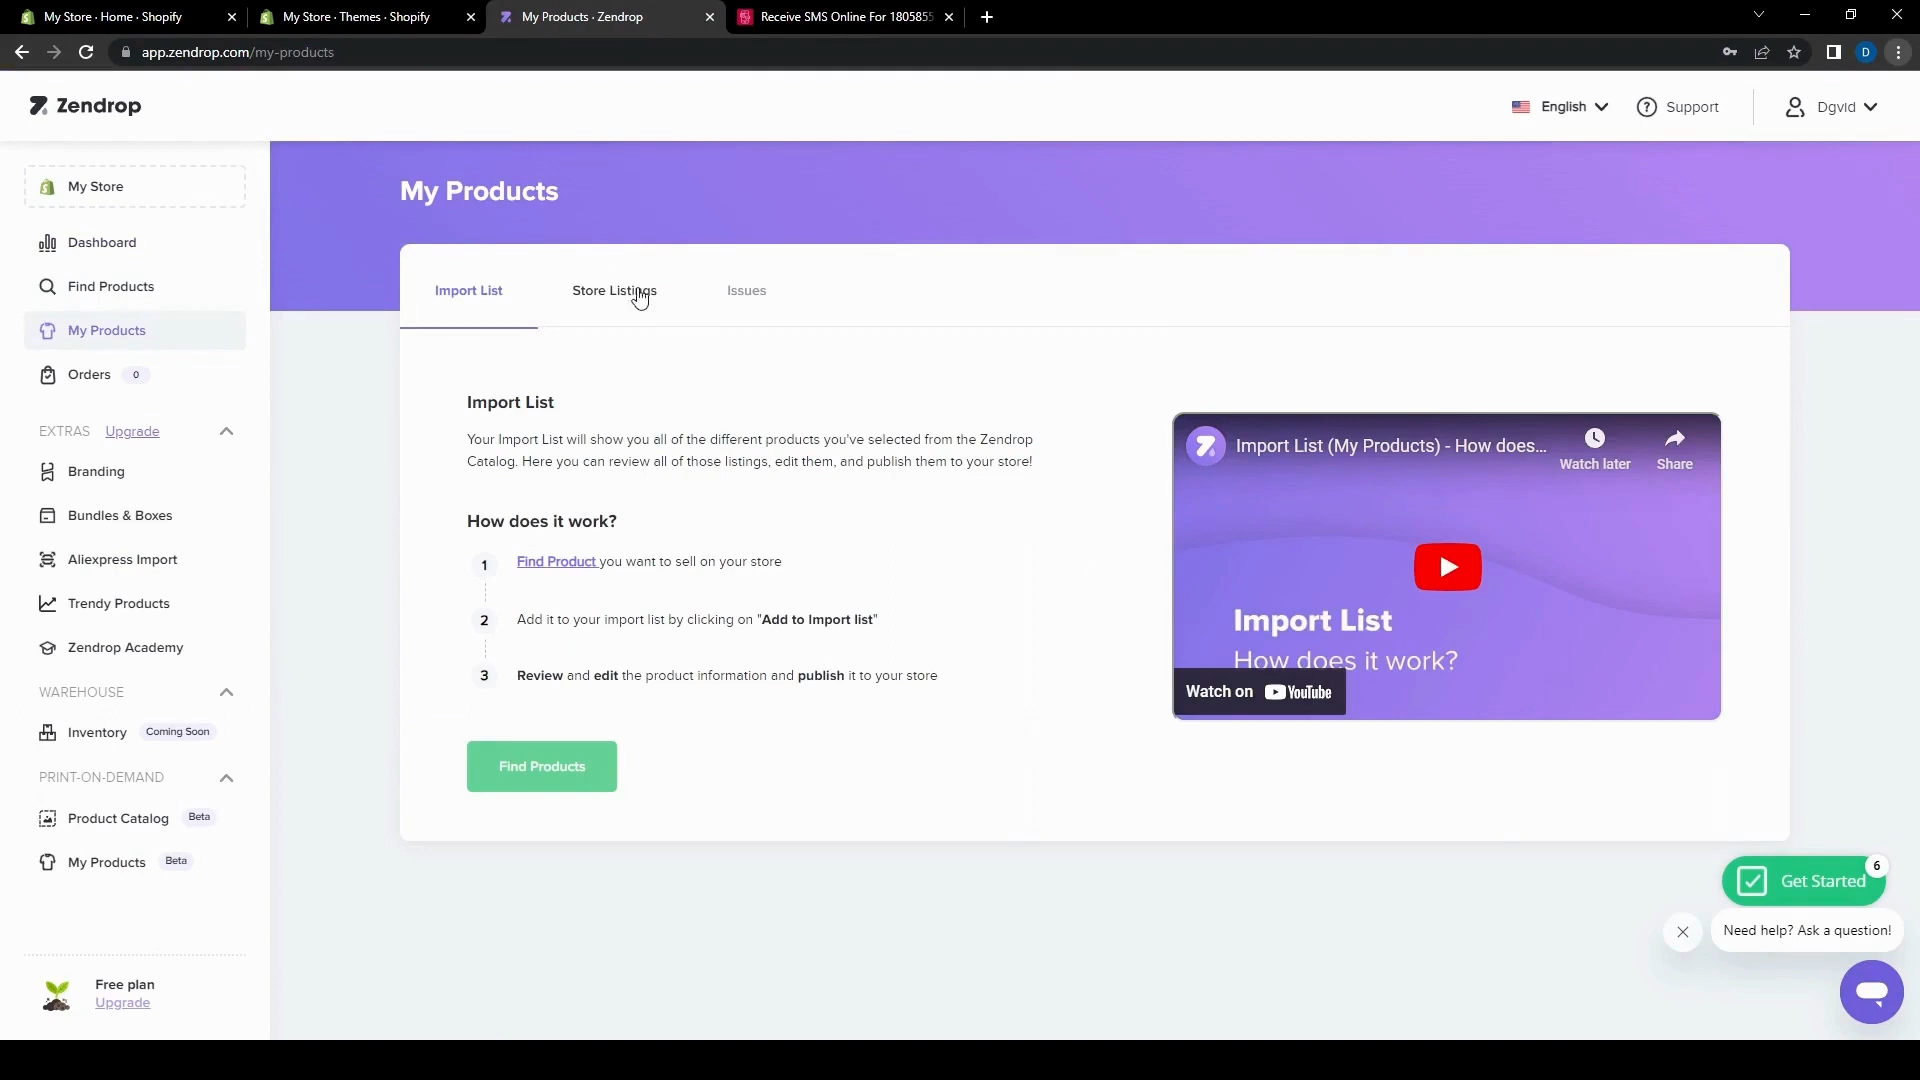 My Store · Home · Shopify
My Store · Themes · Shopify
My Products · Zendrop
Receive SMS Online For 1805855
app.zendrop.com/my-products
D
Zendrop
English
Support
Dgvid
My Store
Dashboard
Find Products
My Products
Orders 0
EXTRAS Upgrade
Branding
Bundles & Boxes
Aliexpress Import
Trendy Products
Zendrop Academy
WAREHOUSE
Inventory Coming Soon
PRINT-ON-DEMAND
Product Catalog Beta
My Products Beta
Free plan
Upgrade
My Products
Import List
Store Listings
Issues
Import List
Your Import List will show you all of the different products you've selected from the Zendrop
Catalog. Here you can review all of those listings, edit them, and publish them to your store!
How does it work?
1 Find Product you want to sell on your store
2 Add it to your import list by clicking on "Add to Import list"
3 Review and edit the product information and publish it to your store
Find Products
Import List (My Products) - How does...
Watch later
Share
Import List
How does it work?
Watch on YouTube
Get Started 6
Need help? Ask a question!